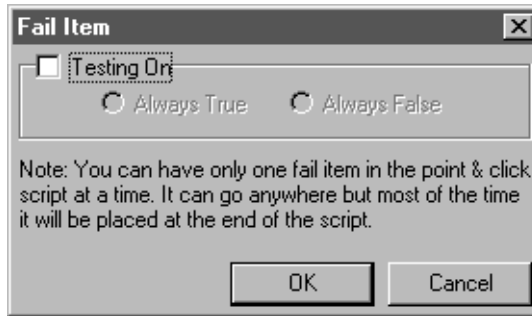 Fail Item
Testing On
Always True Always False
Note: You can have only one fail item in the point & click
script at a time. It can go anywhere but most of the time
it will be placed at the end of the script.
OK Cancel